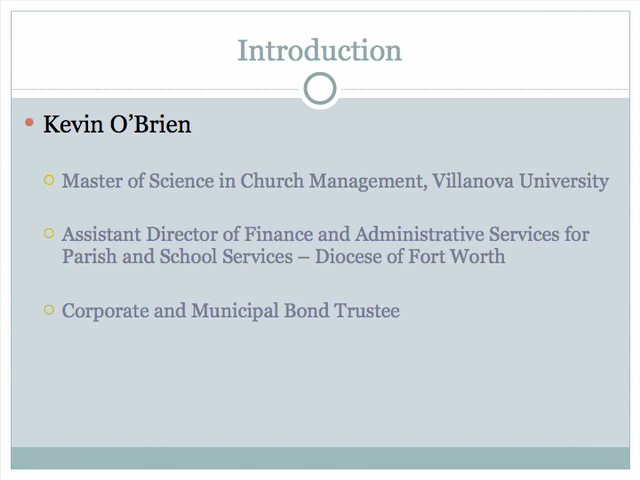 Introduction
Kevin O’Brien
Master of Science in Church Management, Villanova University
Assistant Director of Finance and Administrative Services for
Parish and School Services – Diocese of Fort Worth
Corporate and Municipal Bond Trustee